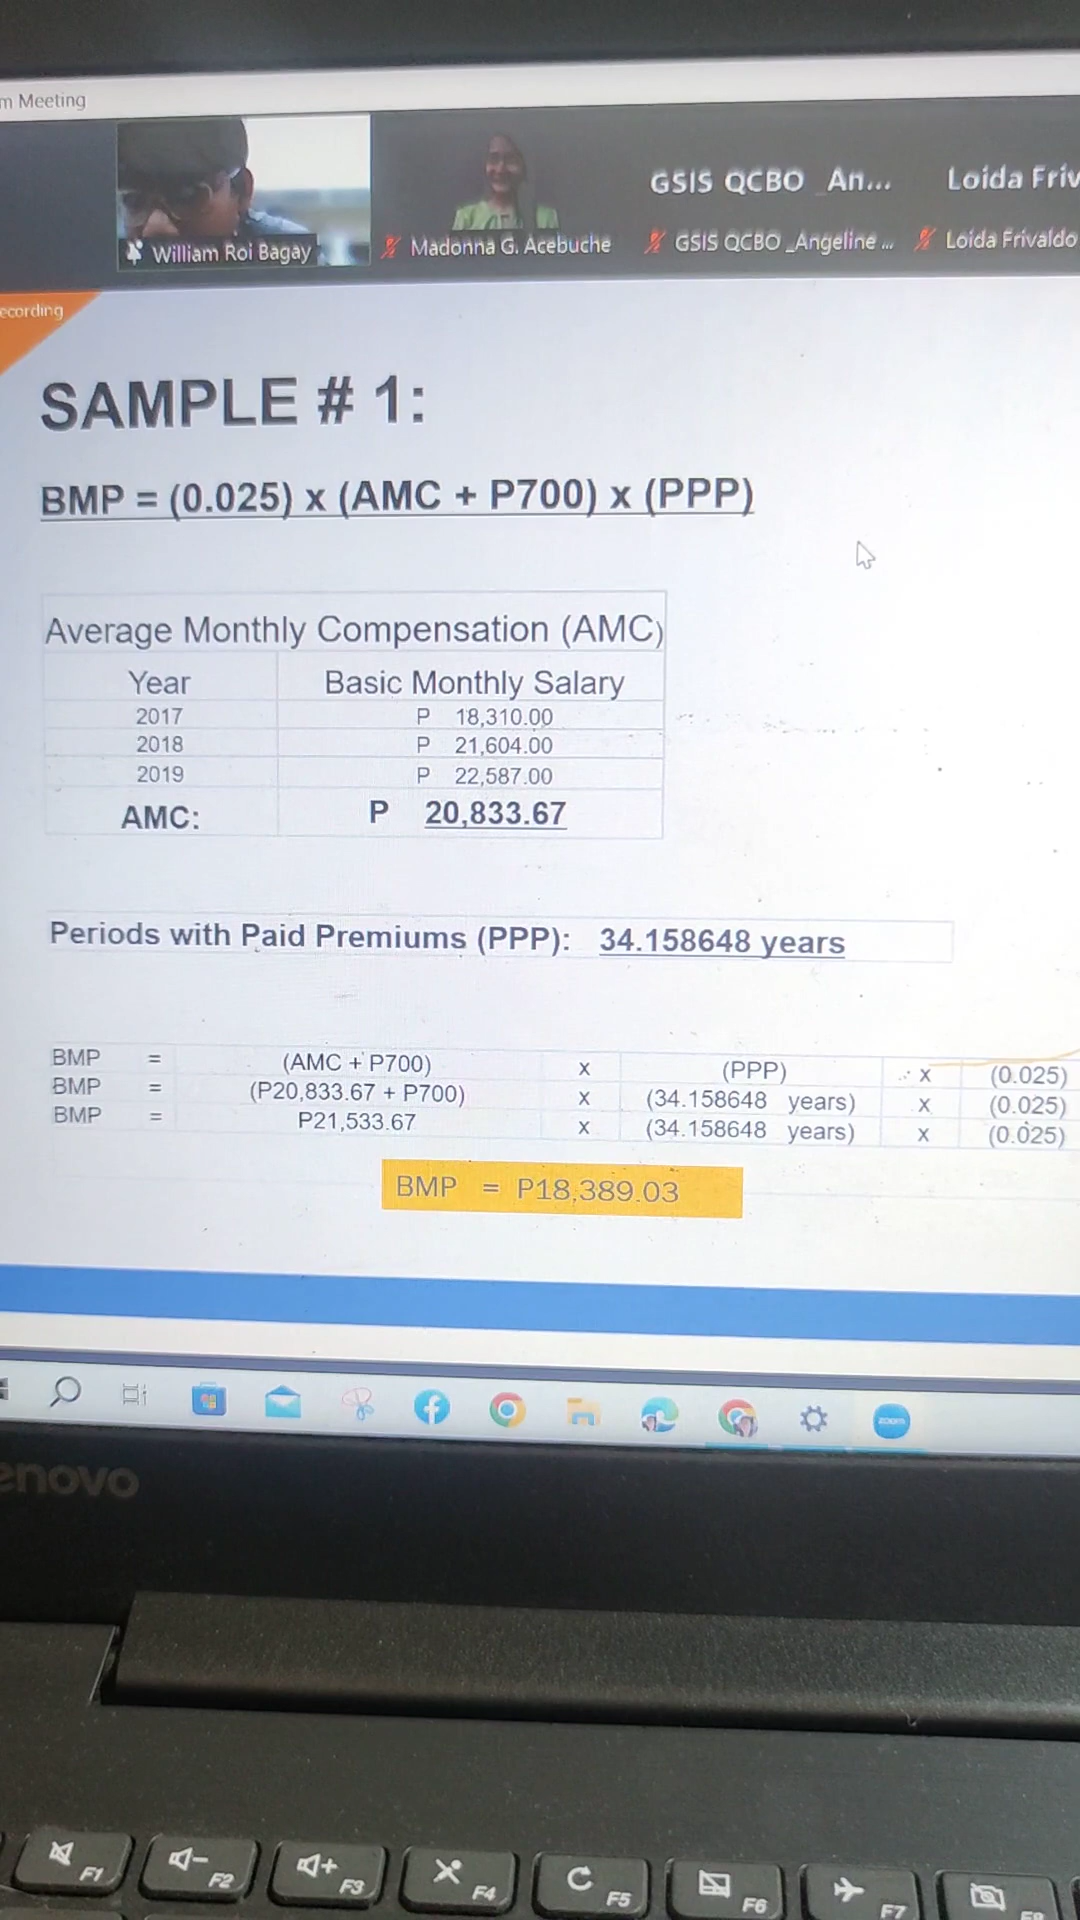 m Meeting
GSIS QCBO_An...
Loida Friv
William Roi Bagay
Madonna G. Acebuche
GSIS QCBO _Angeline ...
Loida Frivaldo
ecording
SAMPLE # 1:
BMP = (0.025) x (AMC + P700) x (PPP)
Average Monthly Compensation (AMC)
Year Basic Monthly Salary
2017 P 18,310.00
2018 P 21,604.00
2019 P 22,587.00
AMC: P 20,833.67
Periods with Paid Premiums (PPP): 34.158648 years
BMP = (AMC + P700) x (PPP) x (0.025)
BMP = (P20,833.67 + P700) x (34.158648 years) x (0.025)
BMP = P21,533.67 x (34.158648 years) x (0.025)
BMP = P18,389.03
zoom
enovo
F1 F2 F3 F4 F5 F6 F7 F8